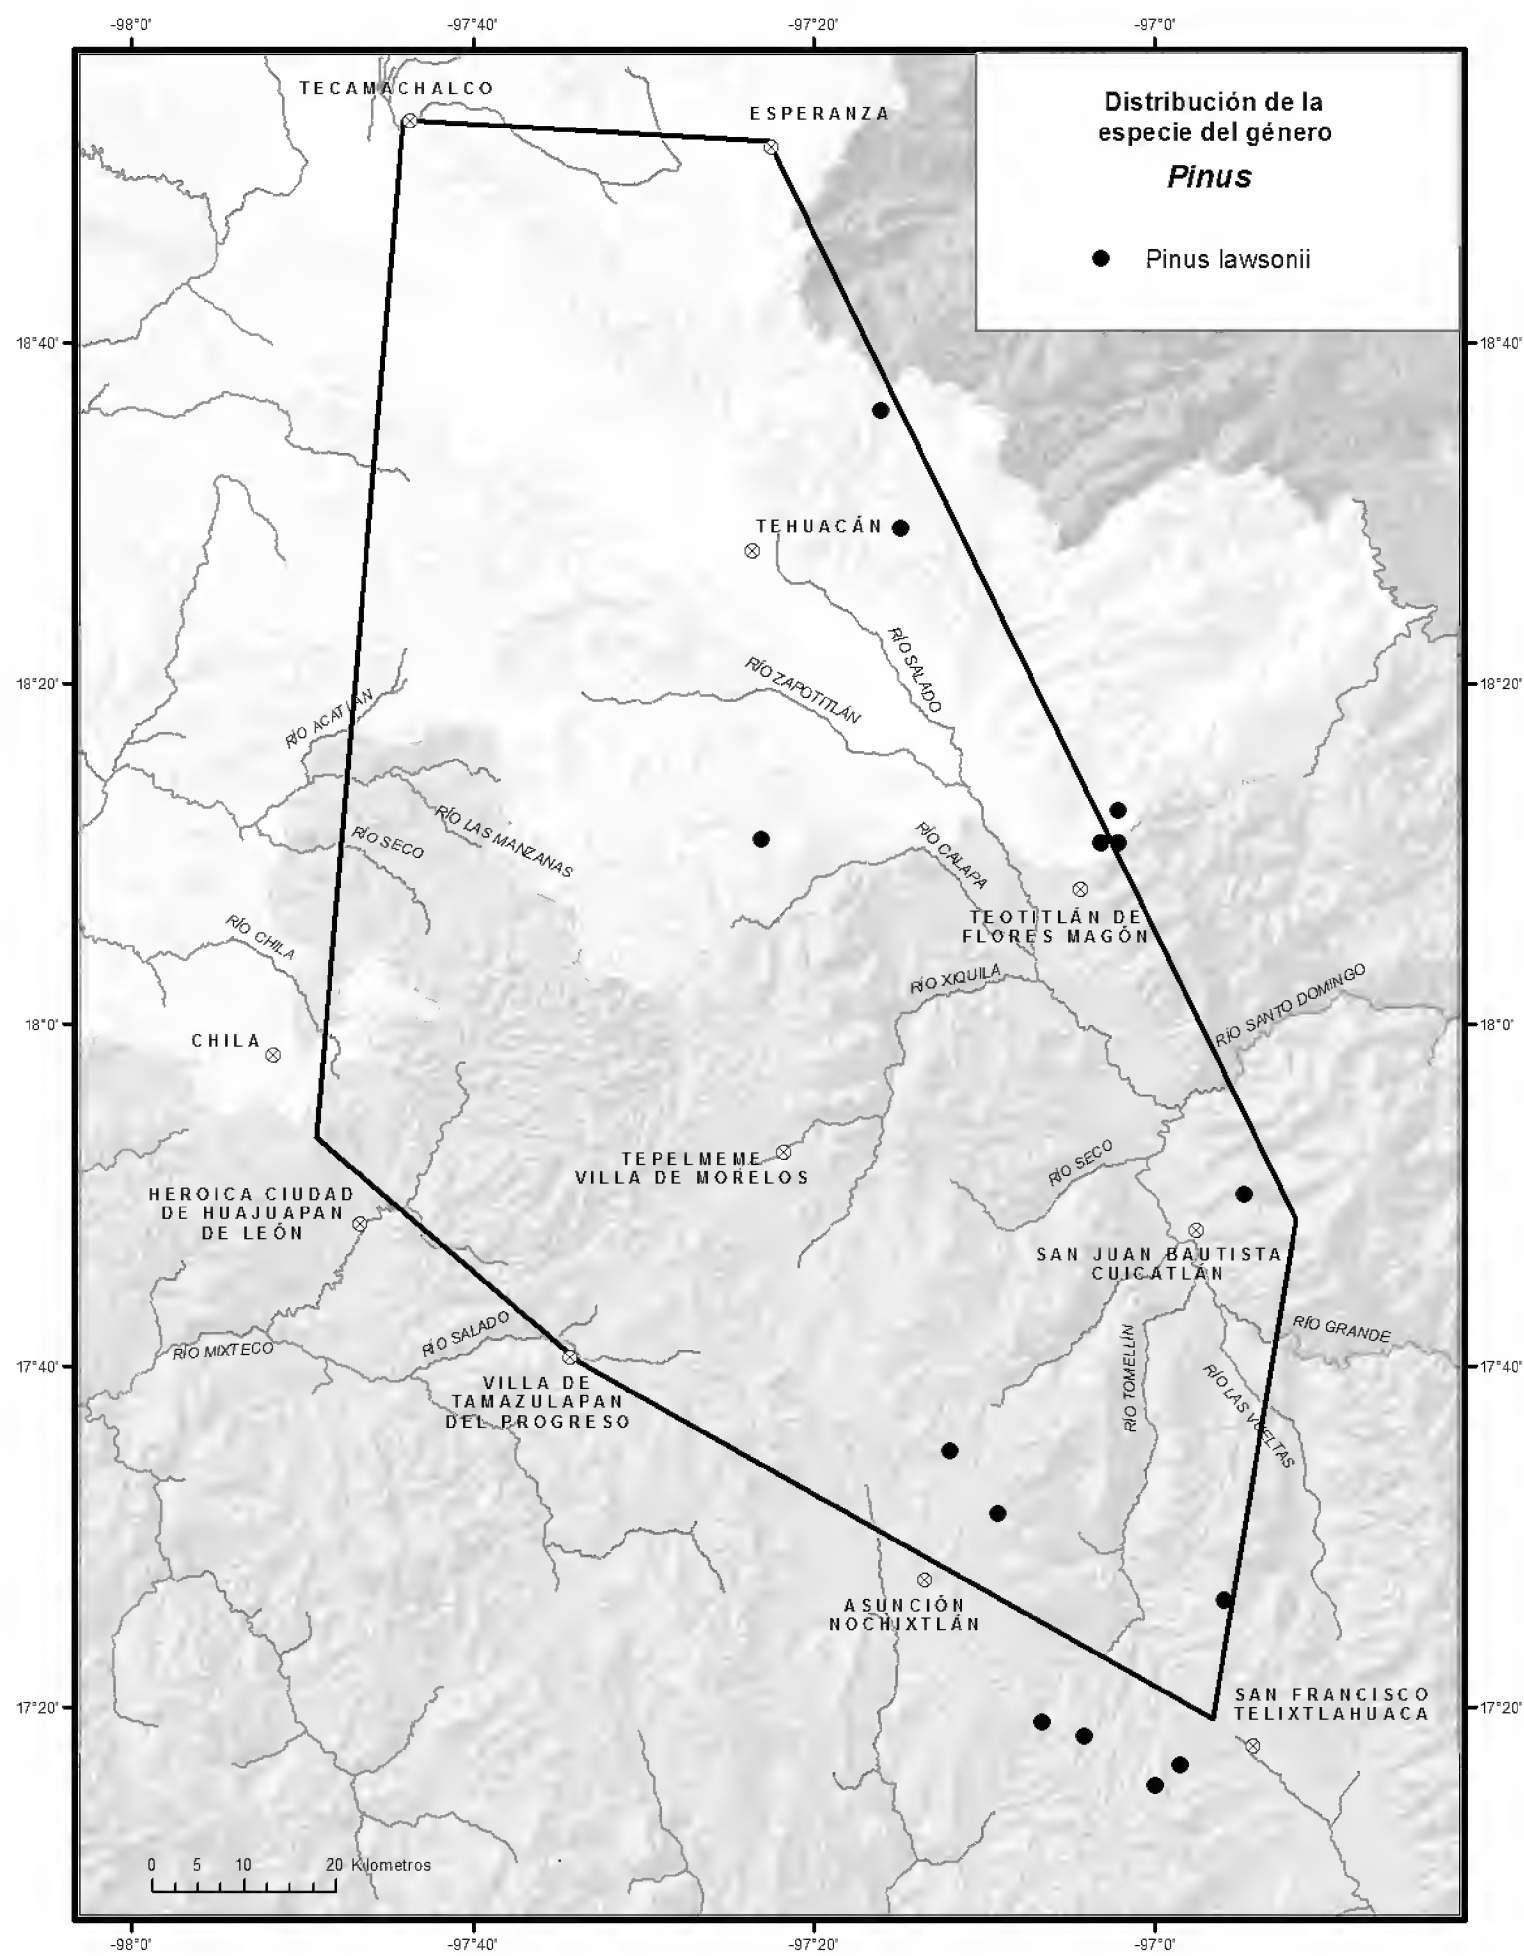 -98°0'
-97°40'
-97°20'
-97°0'
TECAMACHALCO
ESPERANZA
Distribución de la
especie del género
Pinus
Pinus lawsonii
18°40'
18°40'
TEHUACÁN
RÍO SALADO
18°20'
RÍO ZAPOTITLÁN
18°20'
RÍO ACATLÁN
RÍO LAS MANZANAS
RÍO SECO
RÍO CALAPA
TEOTITLÁN DE
FLORES MAGÓN
RÍO CHILA
RÍO XIQUILA
RÍO SANTO DOMINGO
18°0'
18°0'
CHILA
TEPELMEME
VILLA DE MORELOS
RÍO SECO
HEROICA CIUDAD
DE HUAJUAPAN
DE LEÓN
SAN JUAN BAUTISTA
CUICATLÁN
RÍO SALADO
RÍO GRANDE
RÍO MIXTECO
17°40'
17°40'
VILLA DE
TAMAZULAPAN
DEL PROGRESO
RÍO TOMELLÍN
RÍO LAS VUELTAS
ASUNCIÓN
NOCHIXTLÁN
17°20'
SAN FRANCISCO
TELIXTLAHUACA
17°20'
0 5 10 20 Kilometros
-98°0'
-97°40'
-97°20'
-97°0'